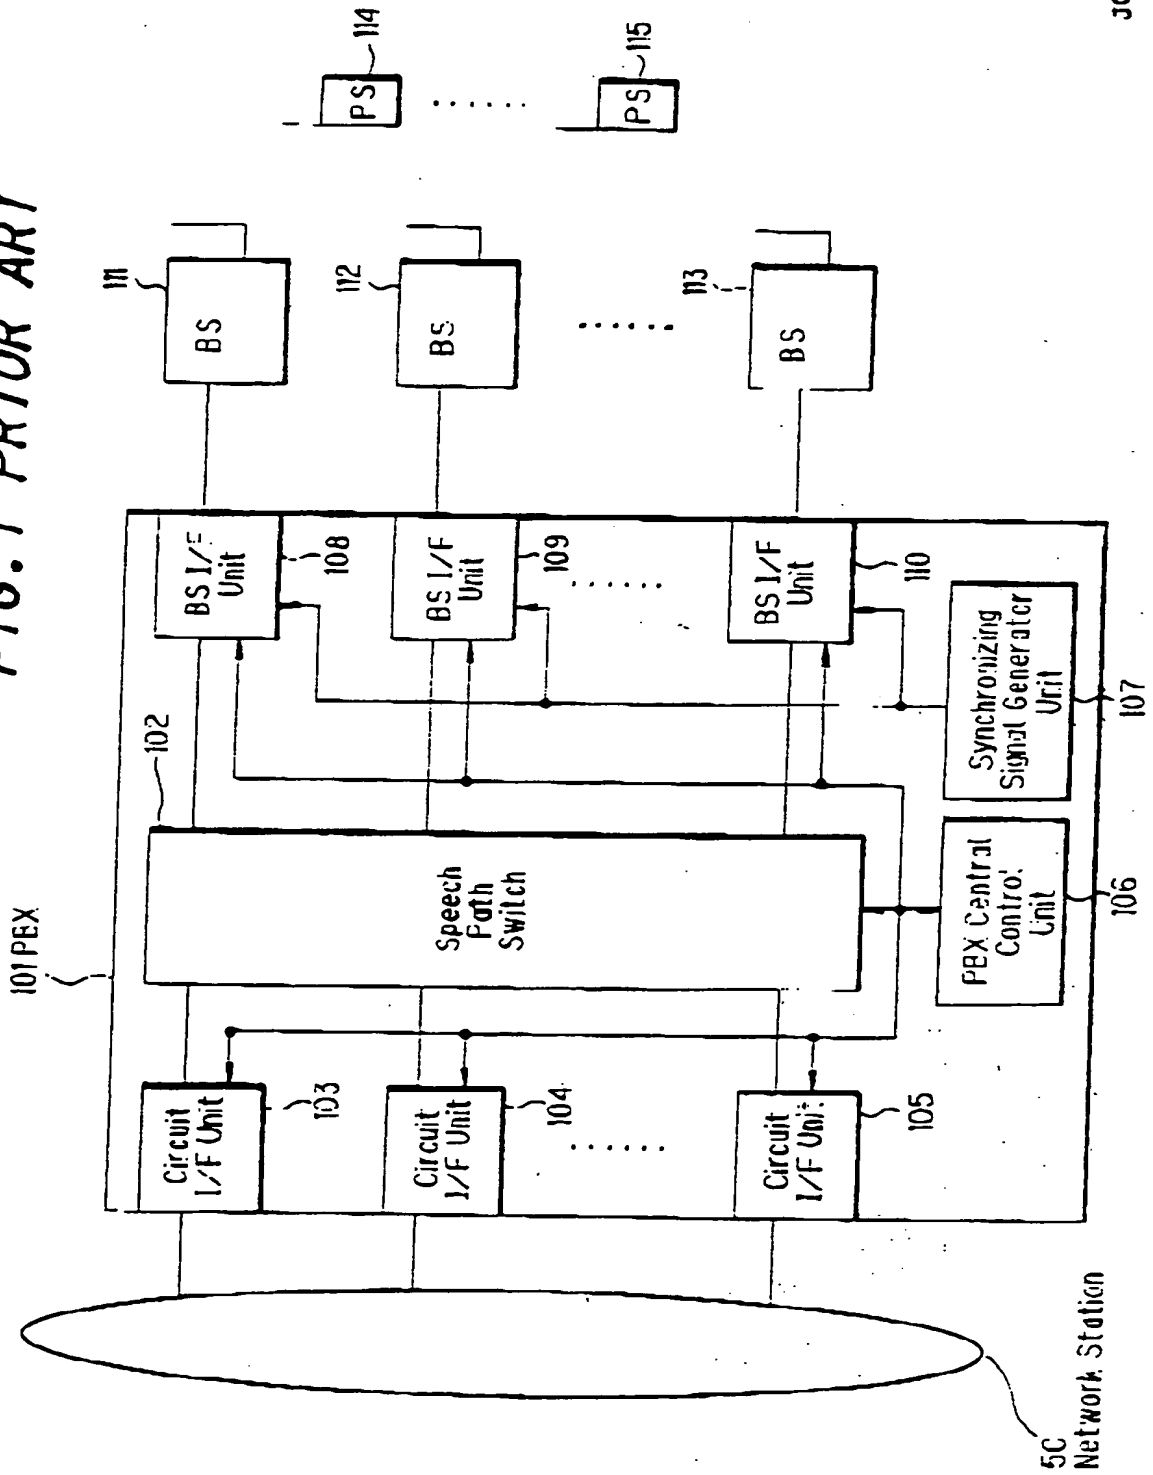 FIG. 1 PRIOR ART
101 PBX
Circuit
I/F Unit
103
Circuit
I/F Unit
104
Circuit
I/F Unit
105
102
Speech
Path
Switch
BS I/F
Unit
108
BS I/F
Unit
109
BS I/F
Unit
110
PBX Central
Control
Unit
106
Synchronizing
Signal Generator
Unit
107
BS
111
BS
112
BS
113
PS
114
PS
115
50
Network Station